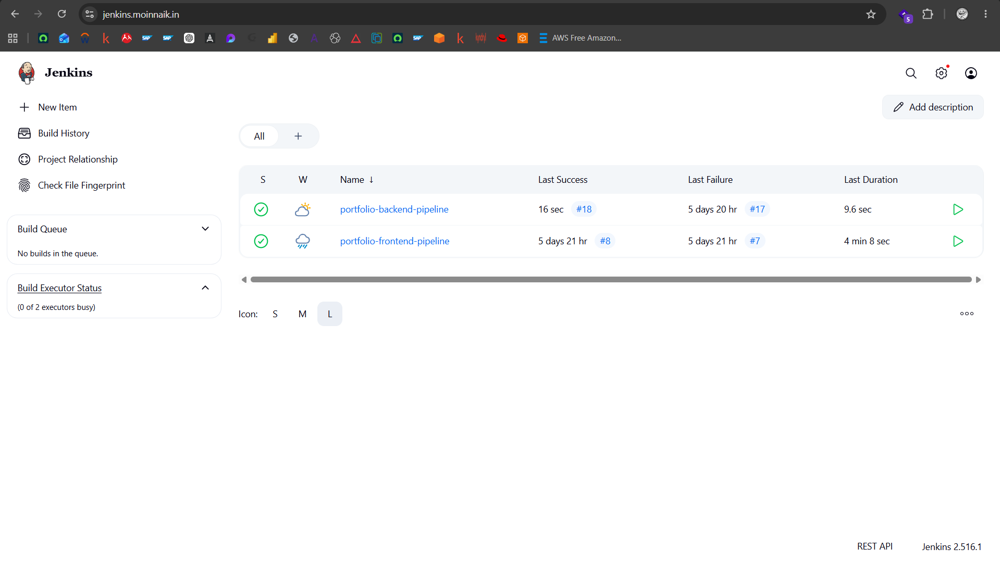 jenkins.moinnaik.in
5
AWS Free Amazon...
Jenkins
New Item
Build History
Project Relationship
Check File Fingerprint
Build Queue
No builds in the queue.
Build Executor Status
(0 of 2 executors busy)
Add description
All +
S W Name ↓ Last Success Last Failure Last Duration
portfolio-backend-pipeline 16 sec #18 5 days 20 hr #17 9.6 sec
portfolio-frontend-pipeline 5 days 21 hr #8 5 days 21 hr #7 4 min 8 sec
Icon: S M L
REST API Jenkins 2.516.1